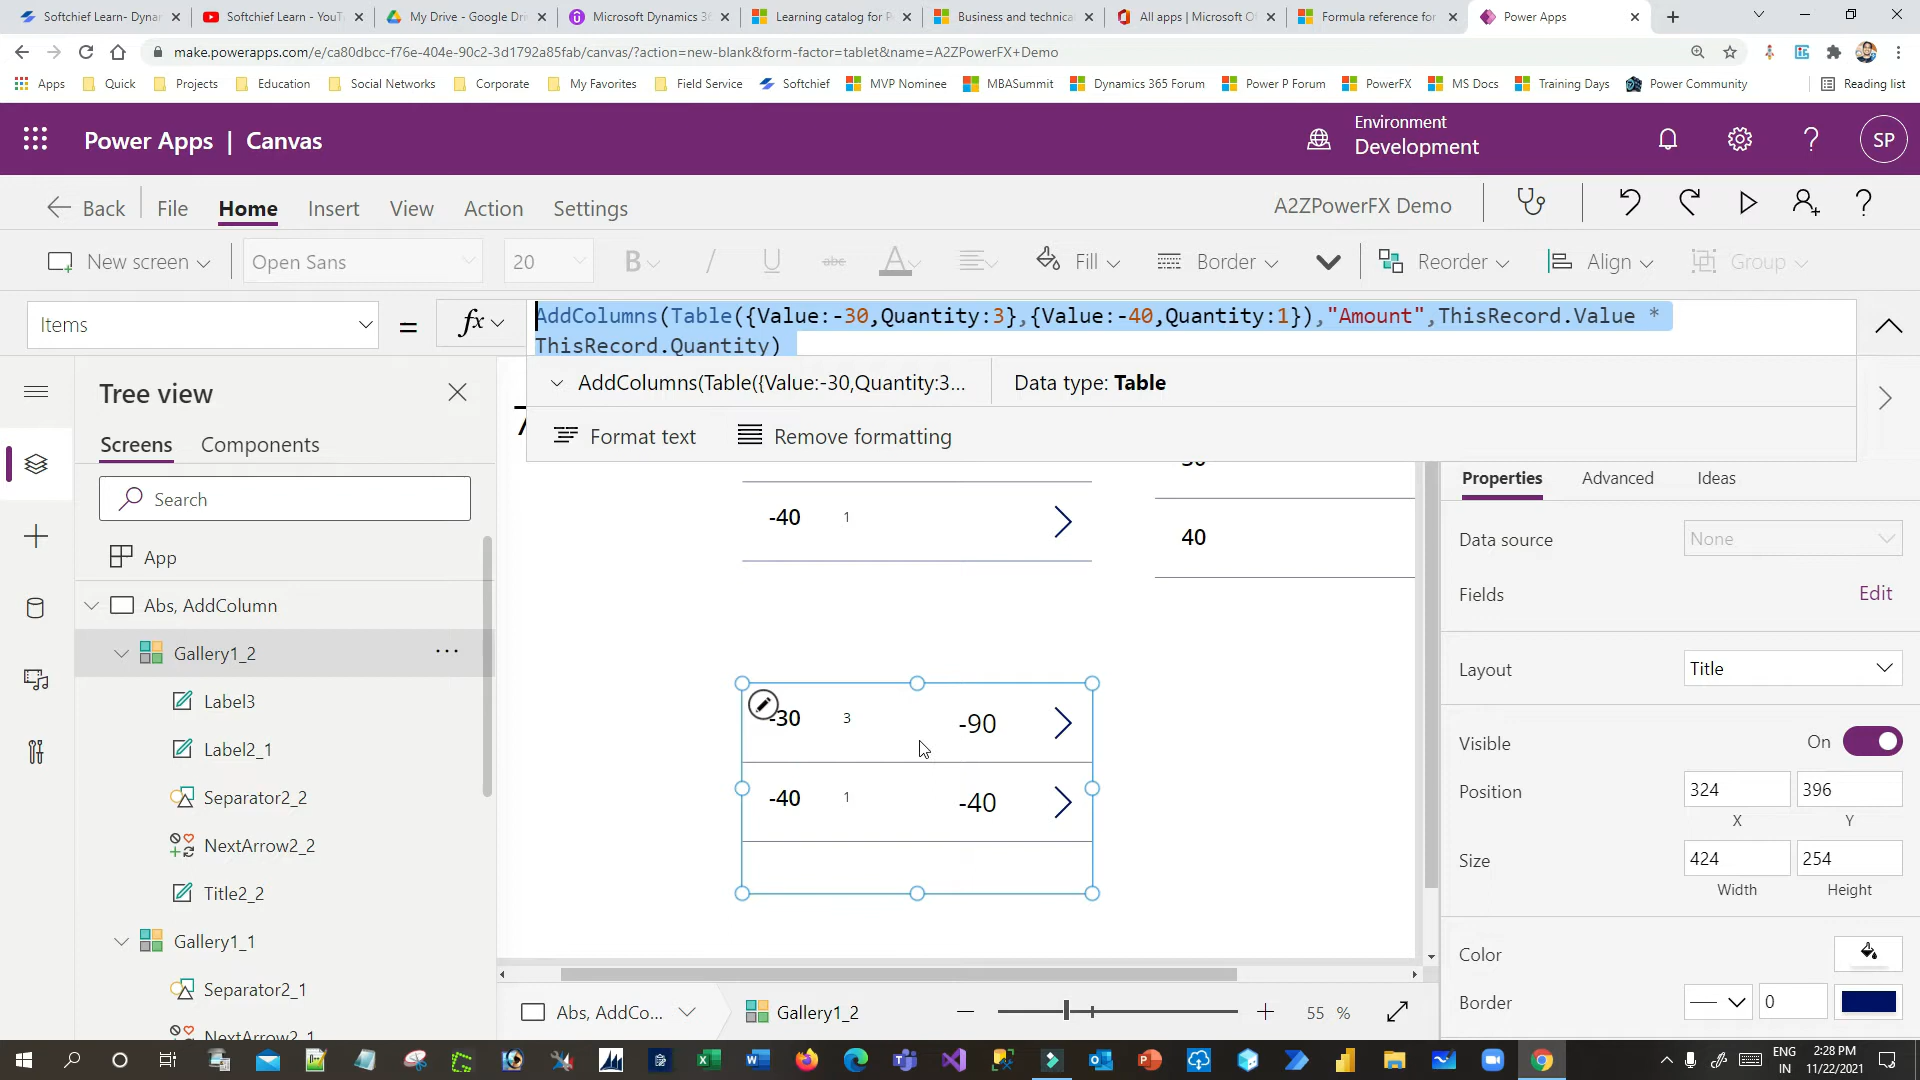 Softchief Learn- Dynam
Softchief Learn - YouT
My Drive - Google Dri
Microsoft Dynamics 36
Learning catalog for P
Business and technica
All apps | Microsoft O
Formula reference for
Power Apps
make.powerapps.com/e/ca80dbcc-f76e-404e-90c2-3d1792a85fab/canvas/?action=new-blank&form-factor=tablet&name=A2ZPowerFX+Demo
Apps
Quick
Projects
Education
Social Networks
Corporate
My Favorites
Field Service
Softchief
MVP Nominee
MBASummit
Dynamics 365 Forum
Power P Forum
PowerFX
MS Docs
Training Days
Power Community
Reading list
Power Apps | Canvas
Environment
Development
SP
Back
File
Home
Insert
View
Action
Settings
A2ZPowerFX Demo
New screen
Open Sans
20
B
/
U
abc
A
Fill
Border
Reorder
Align
Group
Items
=
fx
AddColumns(Table({Value:-30,Quantity:3},{Value:-40,Quantity:1}),"Amount",ThisRecord.Value *
ThisRecord.Quantity)
AddColumns(Table({Value:-30,Quantity:3...
Data type: Table
Format text
Remove formatting
Tree view
Screens
Components
Search
App
Abs, AddColumn
Gallery1_2
Label3
Label2_1
Separator2_2
NextArrow2_2
Title2_2
Gallery1_1
Separator2_1
NextArrow2_1
-40 1
40
-30 3 -90
-40 1 -40
Properties
Advanced
Ideas
Data source
None
Fields
Edit
Layout
Title
Visible
On
Position
324
396
X
Y
Size
424
254
Width
Height
Color
Border
0
Abs, AddCo...
Gallery1_2
55 %
ENG
IN
2:28 PM
11/22/2021